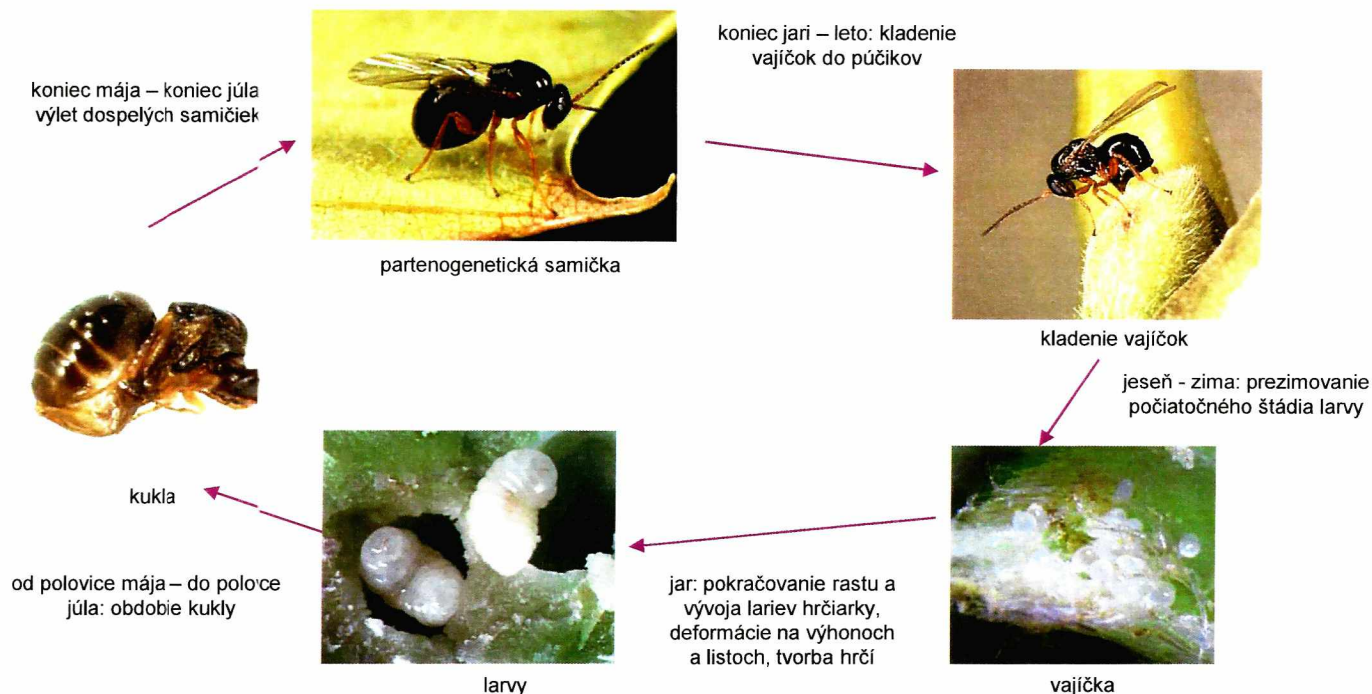 koniec jari – leto: kladenie
vajíčok do púčikov
koniec mája – koniec júla
výlet dospelých samičiek
partenogenetická samička
kladenie vajíčok
jeseň - zima: prezimovanie
počiatočného štádia larvy
kukla
od polovice mája – do polovce
júla: obdobie kukly
jar: pokračovanie rastu a
vývoja lariev hrčiarky,
deformácie na výhonoch
a listoch, tvorba hrčí
larvy
vajíčka